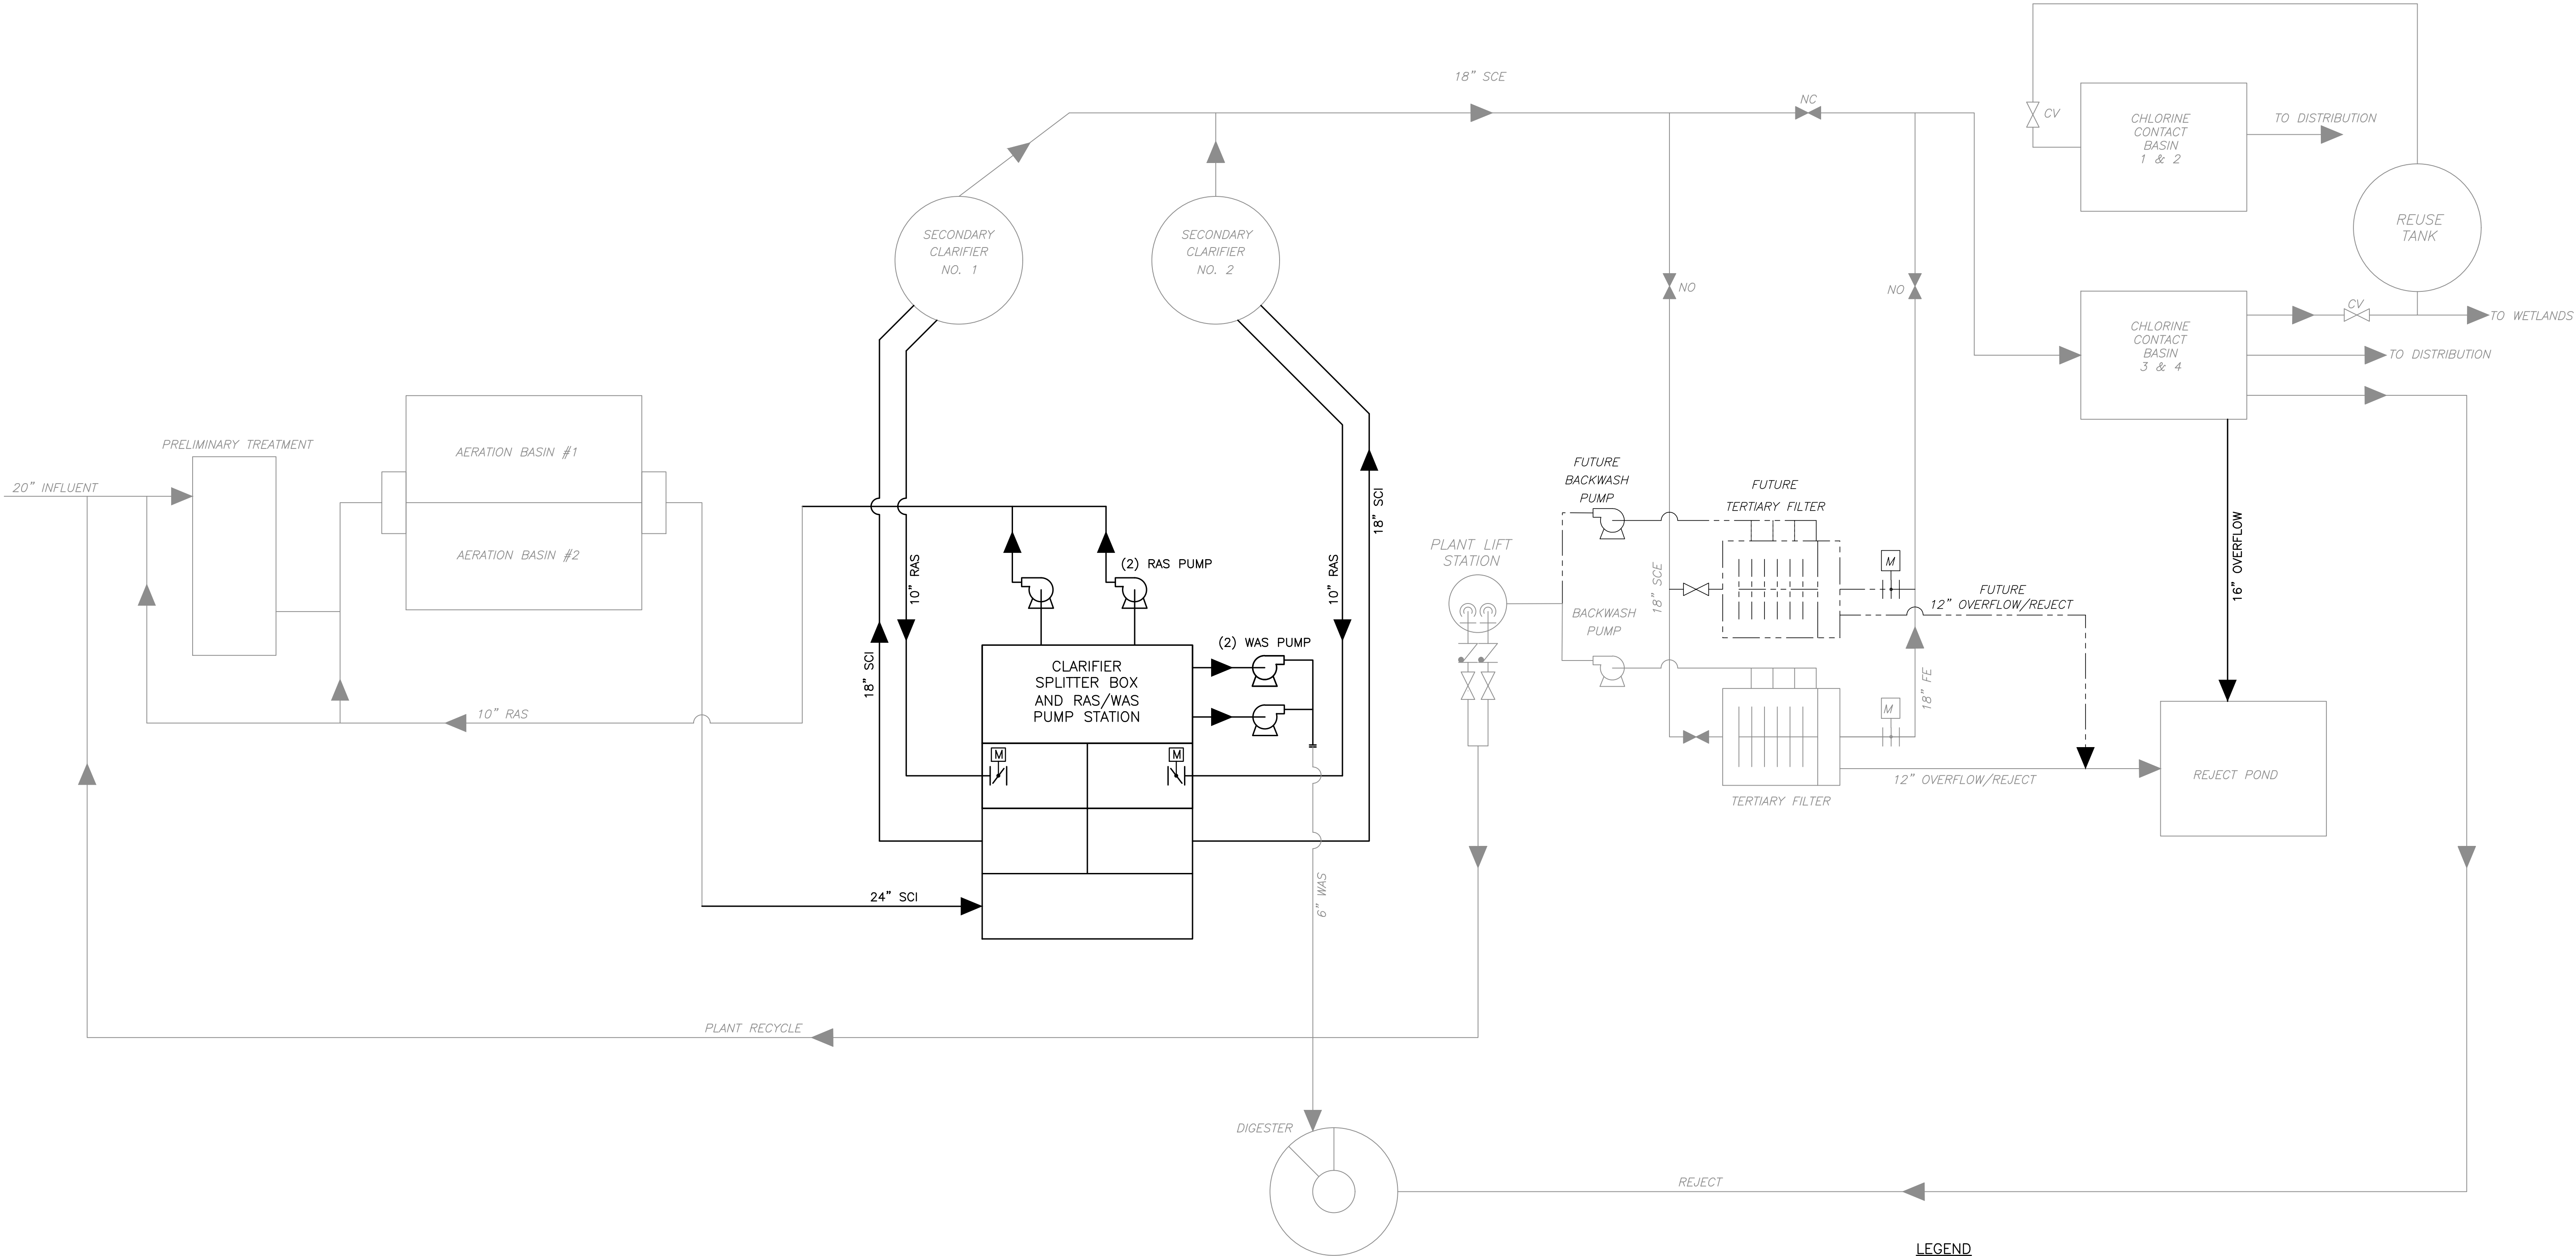 18" SCE
NC
CV
CHLORINE
CONTACT
BASIN
1 & 2
TO DISTRIBUTION
REUSE
TANK
SECONDARY
CLARIFIER
NO. 1
SECONDARY
CLARIFIER
NO. 2
NO
NO
CHLORINE
CONTACT
BASIN
3 & 4
CV
TO WETLANDS
TO DISTRIBUTION
PRELIMINARY TREATMENT
20" INFLUENT
AERATION BASIN #1
AERATION BASIN #2
10" RAS
18" SCI
10" RAS
18" SCI
(2) RAS PUMP
(2) WAS PUMP
CLARIFIER
SPLITTER BOX
AND RAS/WAS
PUMP STATION
M
M
10" RAS
24" SCI
6" WAS
PLANT LIFT
STATION
FUTURE
BACKWASH
PUMP
BACKWASH
PUMP
18" SCE
FUTURE
TERTIARY FILTER
M
FUTURE
12" OVERFLOW/REJECT
16" OVERFLOW
18" FE
M
TERTIARY FILTER
12" OVERFLOW/REJECT
REJECT POND
PLANT RECYCLE
DIGESTER
REJECT
LEGEND